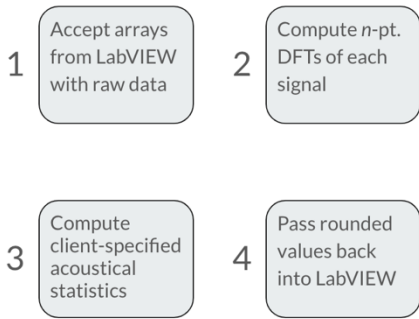 1
Accept arrays
from LabVIEW
with raw data
2
Compute n-pt.
DFTs of each
signal
3
Compute
client-specified
acoustical
statistics
4
Pass rounded
values back
into LabVIEW